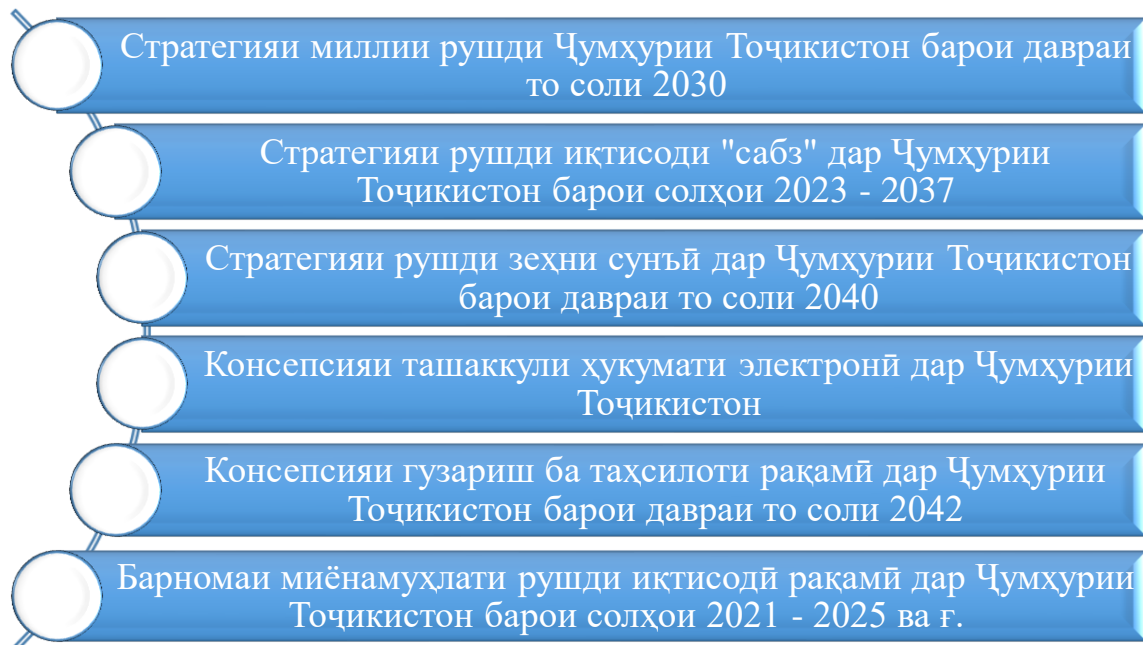 Стратегияи миллии рушди Ҷумҳурии Тоҷикистон барои давраи
то соли 2030
Стратегияи рушди иқтисоди "сабз" дар Ҷумҳурии
Тоҷикистон барои солҳои 2023 - 2037
Стратегияи рушди зеҳни сунъӣ дар Ҷумҳурии Тоҷикистон
барои давраи то соли 2040
Консепсияи ташаккули ҳукумати электронӣ дар Ҷумҳурии
Тоҷикистон
Консепсияи гузариш ба таҳсилоти рақамӣ дар Ҷумҳурии
Тоҷикистон барои давраи то соли 2042
Барномаи миёнамуҳлати рушди иқтисодӣ рақамӣ дар Ҷумҳурии
Тоҷикистон барои солҳои 2021 - 2025 ва ғ.